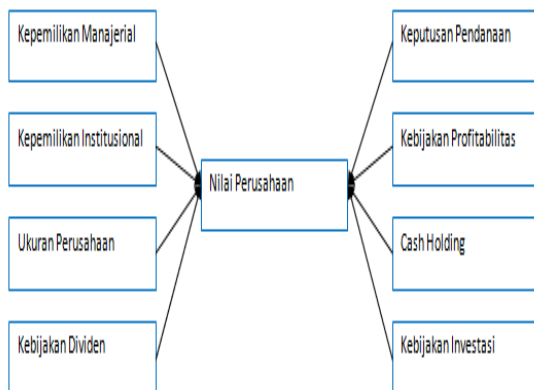 Kepemilikan Manajerial
Kepemilikan Institusional
Ukuran Perusahaan
Kebijakan Dividen
Nilai Perusahaan
Keputusan Pendanaan
Kebijakan Profitabilitas
Cash Holding
Kebijakan Investasi